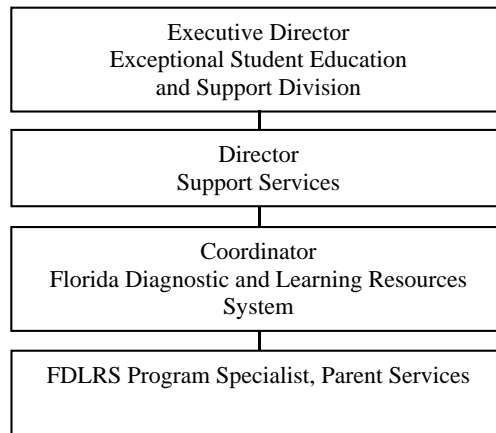 Executive Director
Exceptional Student Education
and Support Division
Director
Support Services
Coordinator
Florida Diagnostic and Learning Resources
System
FDLRS Program Specialist, Parent Services